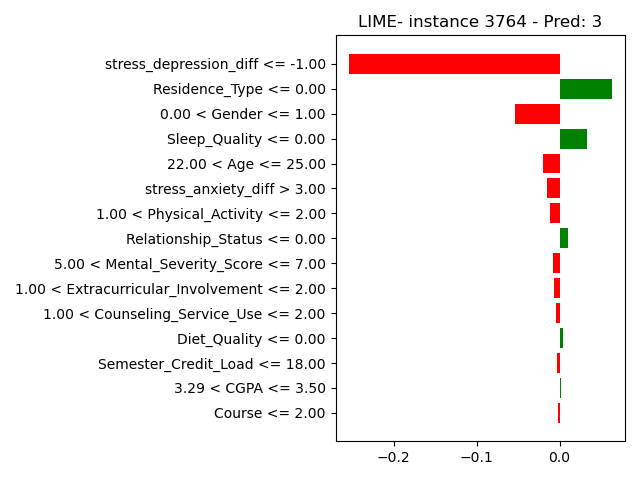 LIME- instance 3764 - Pred: 3
stress_depression_diff <= -1.00
Residence_Type <= 0.00
0.00 < Gender <= 1.00
Sleep_Quality <= 0.00
22.00 < Age <= 25.00
stress_anxiety_diff > 3.00
1.00 < Physical_Activity <= 2.00
Relationship_Status <= 0.00
5.00 < Mental_Severity_Score <= 7.00
1.00 < Extracurricular_Involvement <= 2.00
1.00 < Counseling_Service_Use <= 2.00
Diet_Quality <= 0.00
Semester_Credit_Load <= 18.00
3.29 < CGPA <= 3.50
Course <= 2.00
−0.2 −0.1 0.0